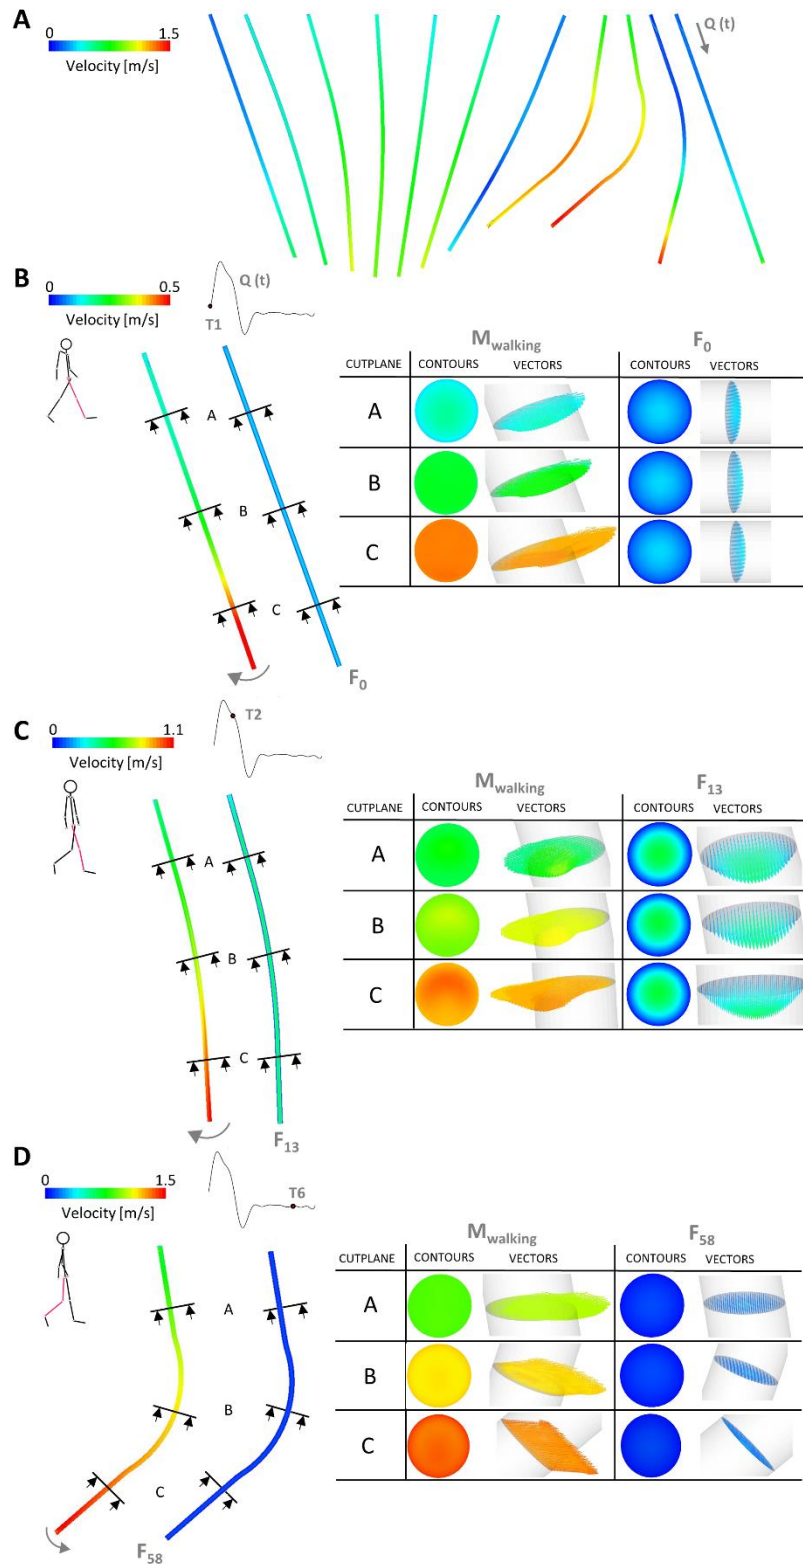 A
0 1.5
Velocity [m/s]
Q (t)
B
0 0.5
Velocity [m/s]
Q (t)
T1
A
B
C
F0
Mwalking F0
CUTPLANE CONTOURS VECTORS CONTOURS VECTORS
A
B
C
C
0 1.1
Velocity [m/s]
T2
A
B
C
F13
Mwalking F13
CUTPLANE CONTOURS VECTORS CONTOURS VECTORS
A
B
C
D
0 1.5
Velocity [m/s]
T6
A
B
C
F58
Mwalking F58
CUTPLANE CONTOURS VECTORS CONTOURS VECTORS
A
B
C